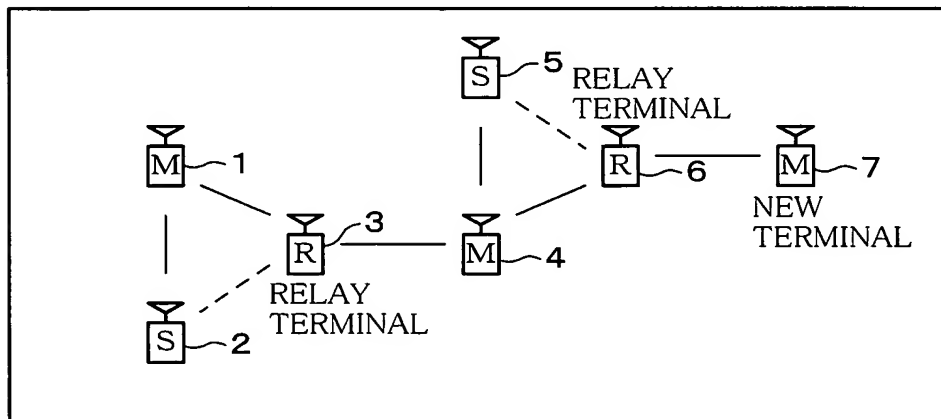 S 5
RELAY
TERMINAL
M 1
R 6
M 7
NEW
TERMINAL
R 3
RELAY
TERMINAL
M 4
S 2